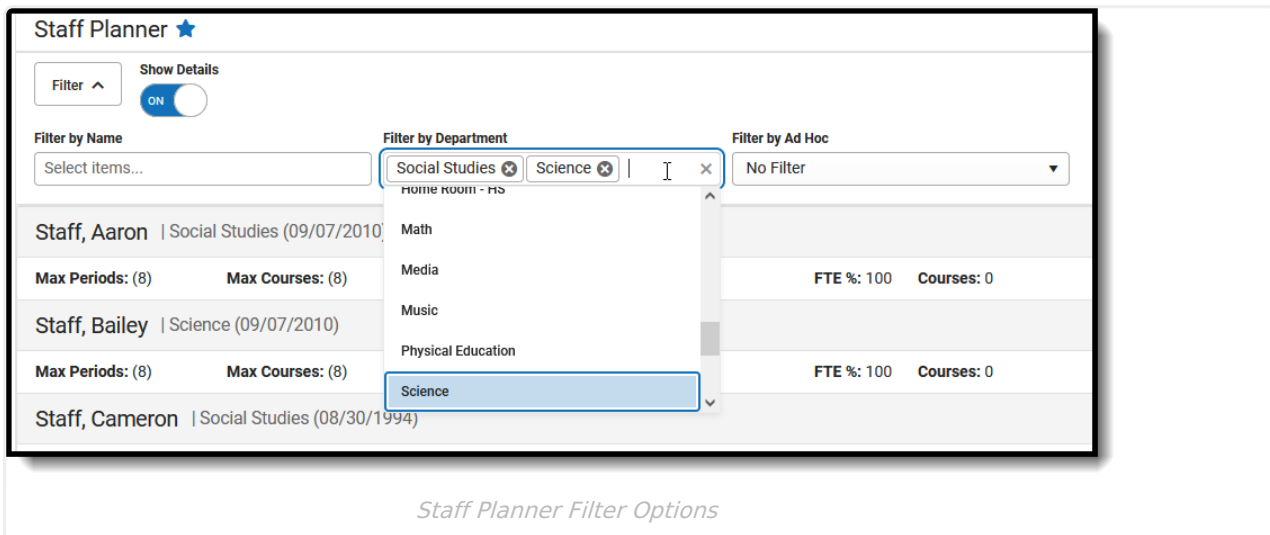 Staff Planner
Filter
Show Details
ON
Filter by Name
Filter by Department
Filter by Ad Hoc
Select items...
Social Studies
Science
No Filter
Home Room - HS
Math
Media
Music
Physical Education
Science
Staff, Aaron | Social Studies (09/07/2010)
Max Periods: (8) Max Courses: (8) FTE %: 100 Courses: 0
Staff, Bailey | Science (09/07/2010)
Max Periods: (8) Max Courses: (8) FTE %: 100 Courses: 0
Staff, Cameron | Social Studies (08/30/1994)
Staff Planner Filter Options